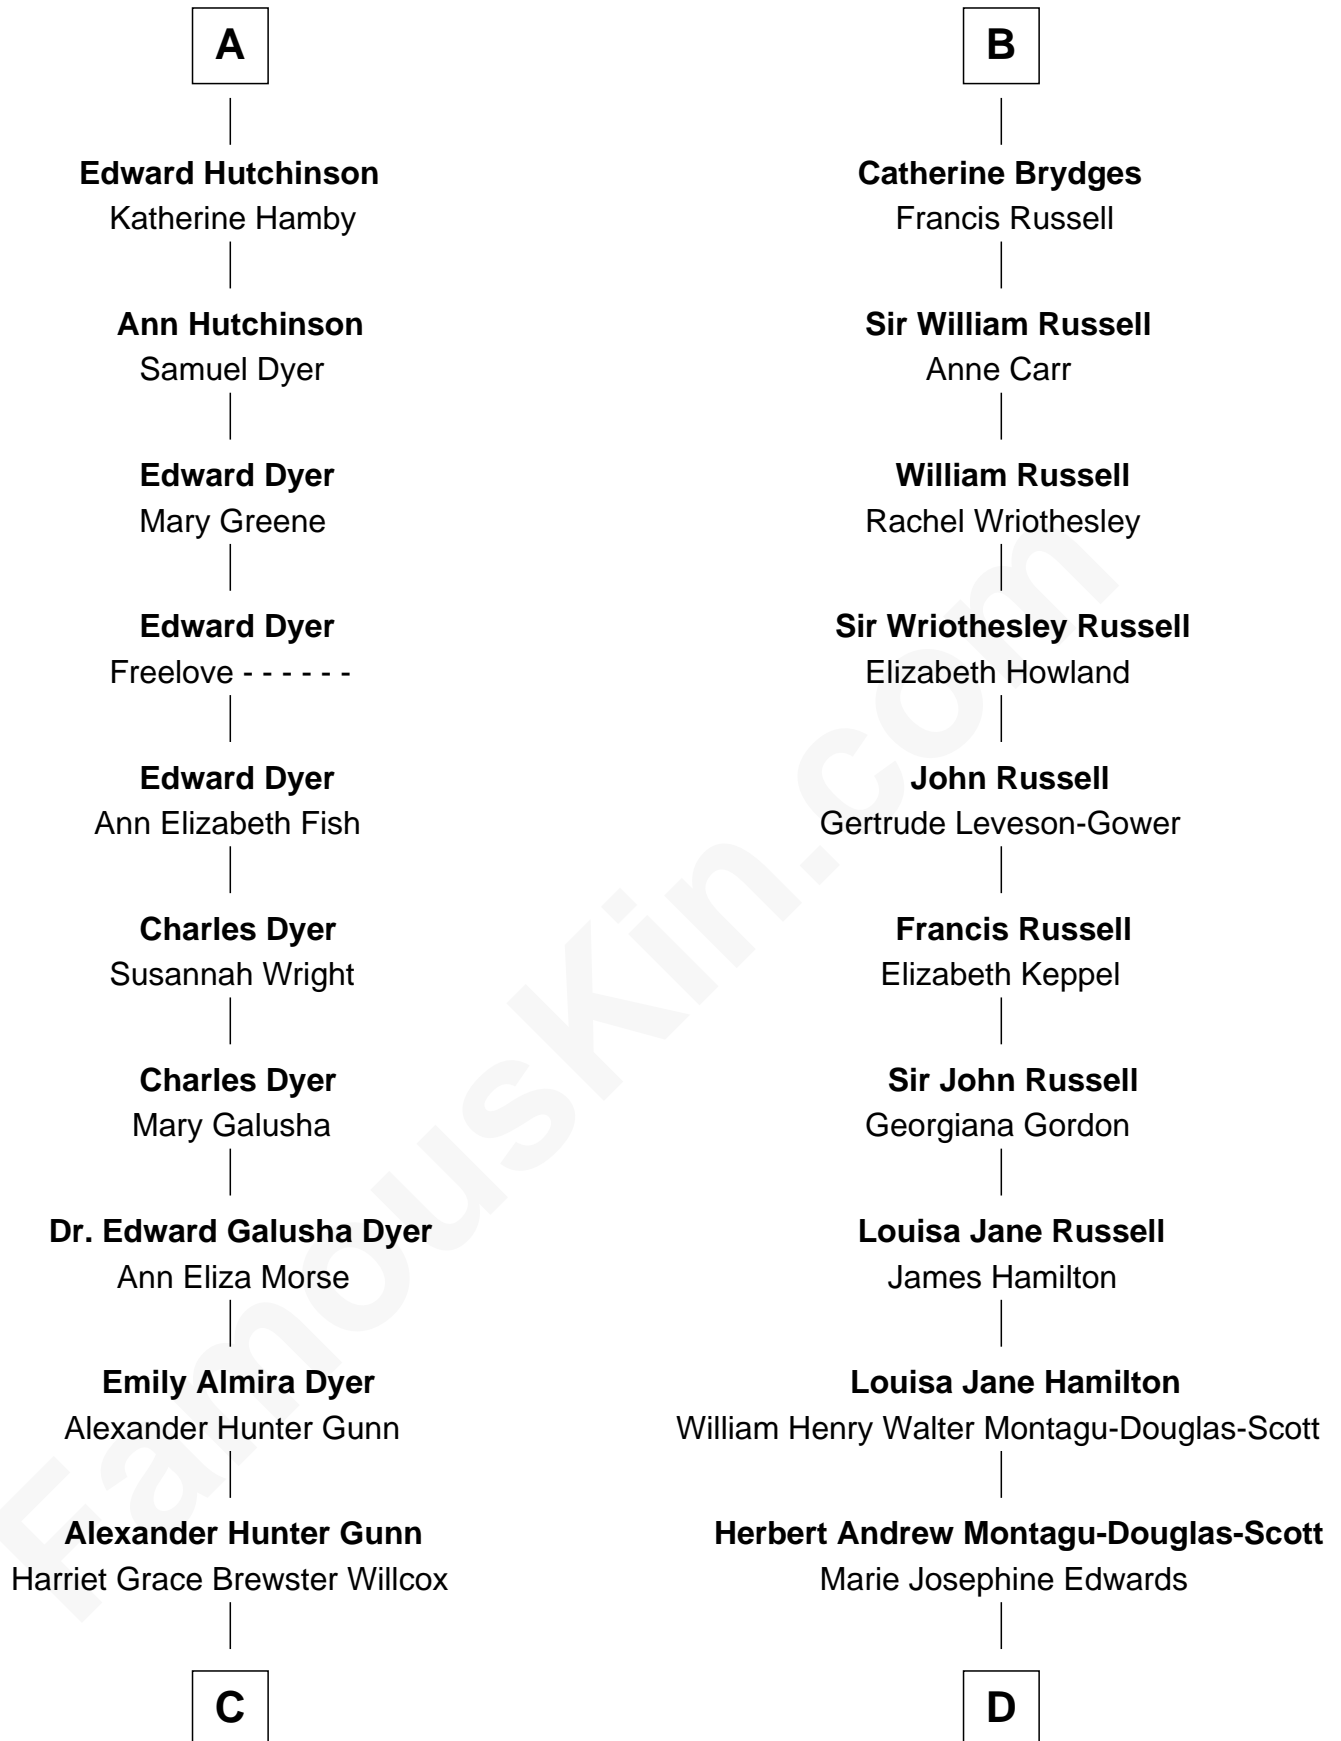 A
Edward Hutchinson
Katherine Hamby
Ann Hutchinson
Samuel Dyer
Edward Dyer
Mary Greene
Edward Dyer
Freelove - - - - - -
Edward Dyer
Ann Elizabeth Fish
Charles Dyer
Susannah Wright
Charles Dyer
Mary Galusha
Dr. Edward Galusha Dyer
Ann Eliza Morse
Emily Almira Dyer
Alexander Hunter Gunn
Alexander Hunter Gunn
Harriet Grace Brewster Willcox
C
B
Catherine Brydges
Francis Russell
Sir William Russell
Anne Carr
William Russell
Rachel Wriothesley
Sir Wriothesley Russell
Elizabeth Howland
John Russell
Gertrude Leveson-Gower
Francis Russell
Elizabeth Keppel
Sir John Russell
Georgiana Gordon
Louisa Jane Russell
James Hamilton
Louisa Jane Hamilton
William Henry Walter Montagu-Douglas-Scott
Herbert Andrew Montagu-Douglas-Scott
Marie Josephine Edwards
D
FamousKin.com